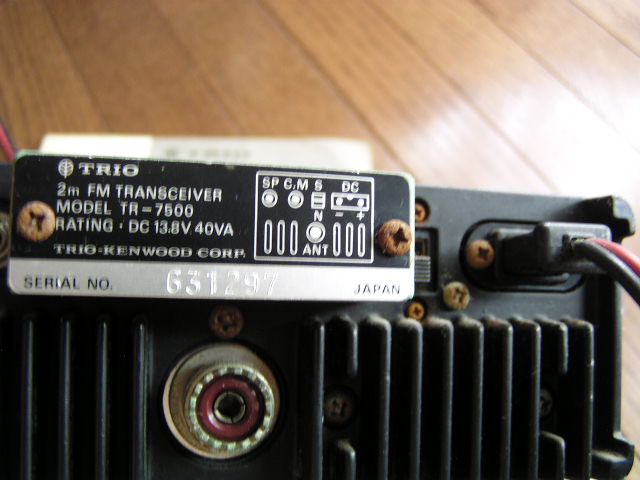 TRIO
2m FM TRANSCEIVER
MODEL TR-7500
RATING · DC 13.8V 40VA
TRIO-KENWOOD CORP.
SP C.M S DC
N - +
ANT
SERIAL NO. 631297 JAPAN